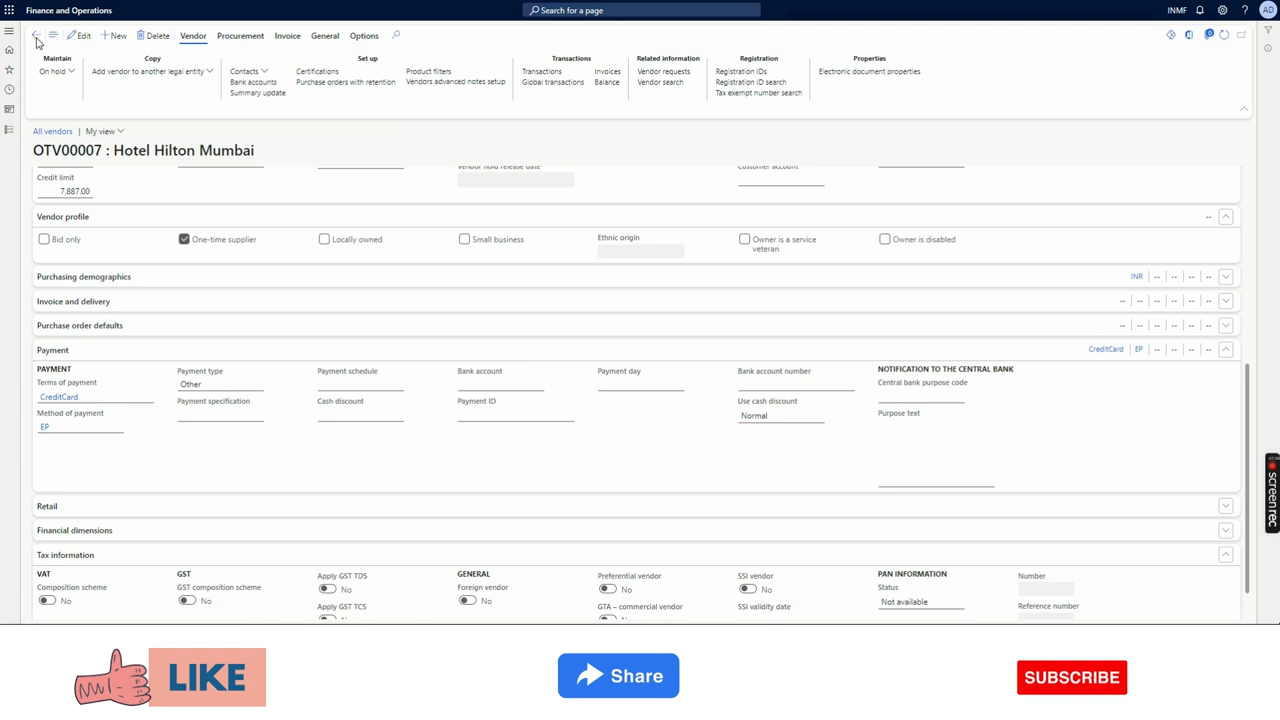 Finance and Operations
Search for a page
INMF
AD
Edit
New
Delete
Vendor
Procurement
Invoice
General
Options
0
Maintain
On hold
Copy
Add vendor to another legal entity
Set up
Contacts
Bank accounts
Summary update
Certifications
Purchase orders with retention
Product filters
Vendors advanced notes setup
Transactions
Transactions
Global transactions
Invoices
Balance
Related information
Vendor requests
Vendor search
Registration
Registration IDs
Registration ID search
Tax exempt number search
Properties
Electronic document properties
All vendors | My view
OTV00007 : Hotel Hilton Mumbai
Vendor hold release date
Customer account
Credit limit
7,887.00
Vendor profile
--
Bid only
One-time supplier
Locally owned
Small business
Ethnic origin
Owner is a service veteran
Owner is disabled
Purchasing demographics
INR | -- | -- | -- | --
Invoice and delivery
-- | -- | -- | -- | -- | --
Purchase order defaults
-- | -- | -- | -- | -- | --
Payment
CreditCard | EP | -- | -- | -- | --
PAYMENT
Terms of payment
CreditCard
Method of payment
EP
Payment type
Other
Payment specification
Payment schedule
Cash discount
Bank account
Payment ID
Payment day
Bank account number
Use cash discount
Normal
NOTIFICATION TO THE CENTRAL BANK
Central bank purpose code
Purpose text
Retail
Financial dimensions
Tax information
VAT
Composition scheme
No
GST
GST composition scheme
No
Apply GST TDS
No
Apply GST TCS
GENERAL
Foreign vendor
No
Preferential vendor
No
GTA – commercial vendor
SSI vendor
No
SSI validity date
PAN INFORMATION
Status
Not available
Number
Reference number
screenrec
LIKE
Share
SUBSCRIBE